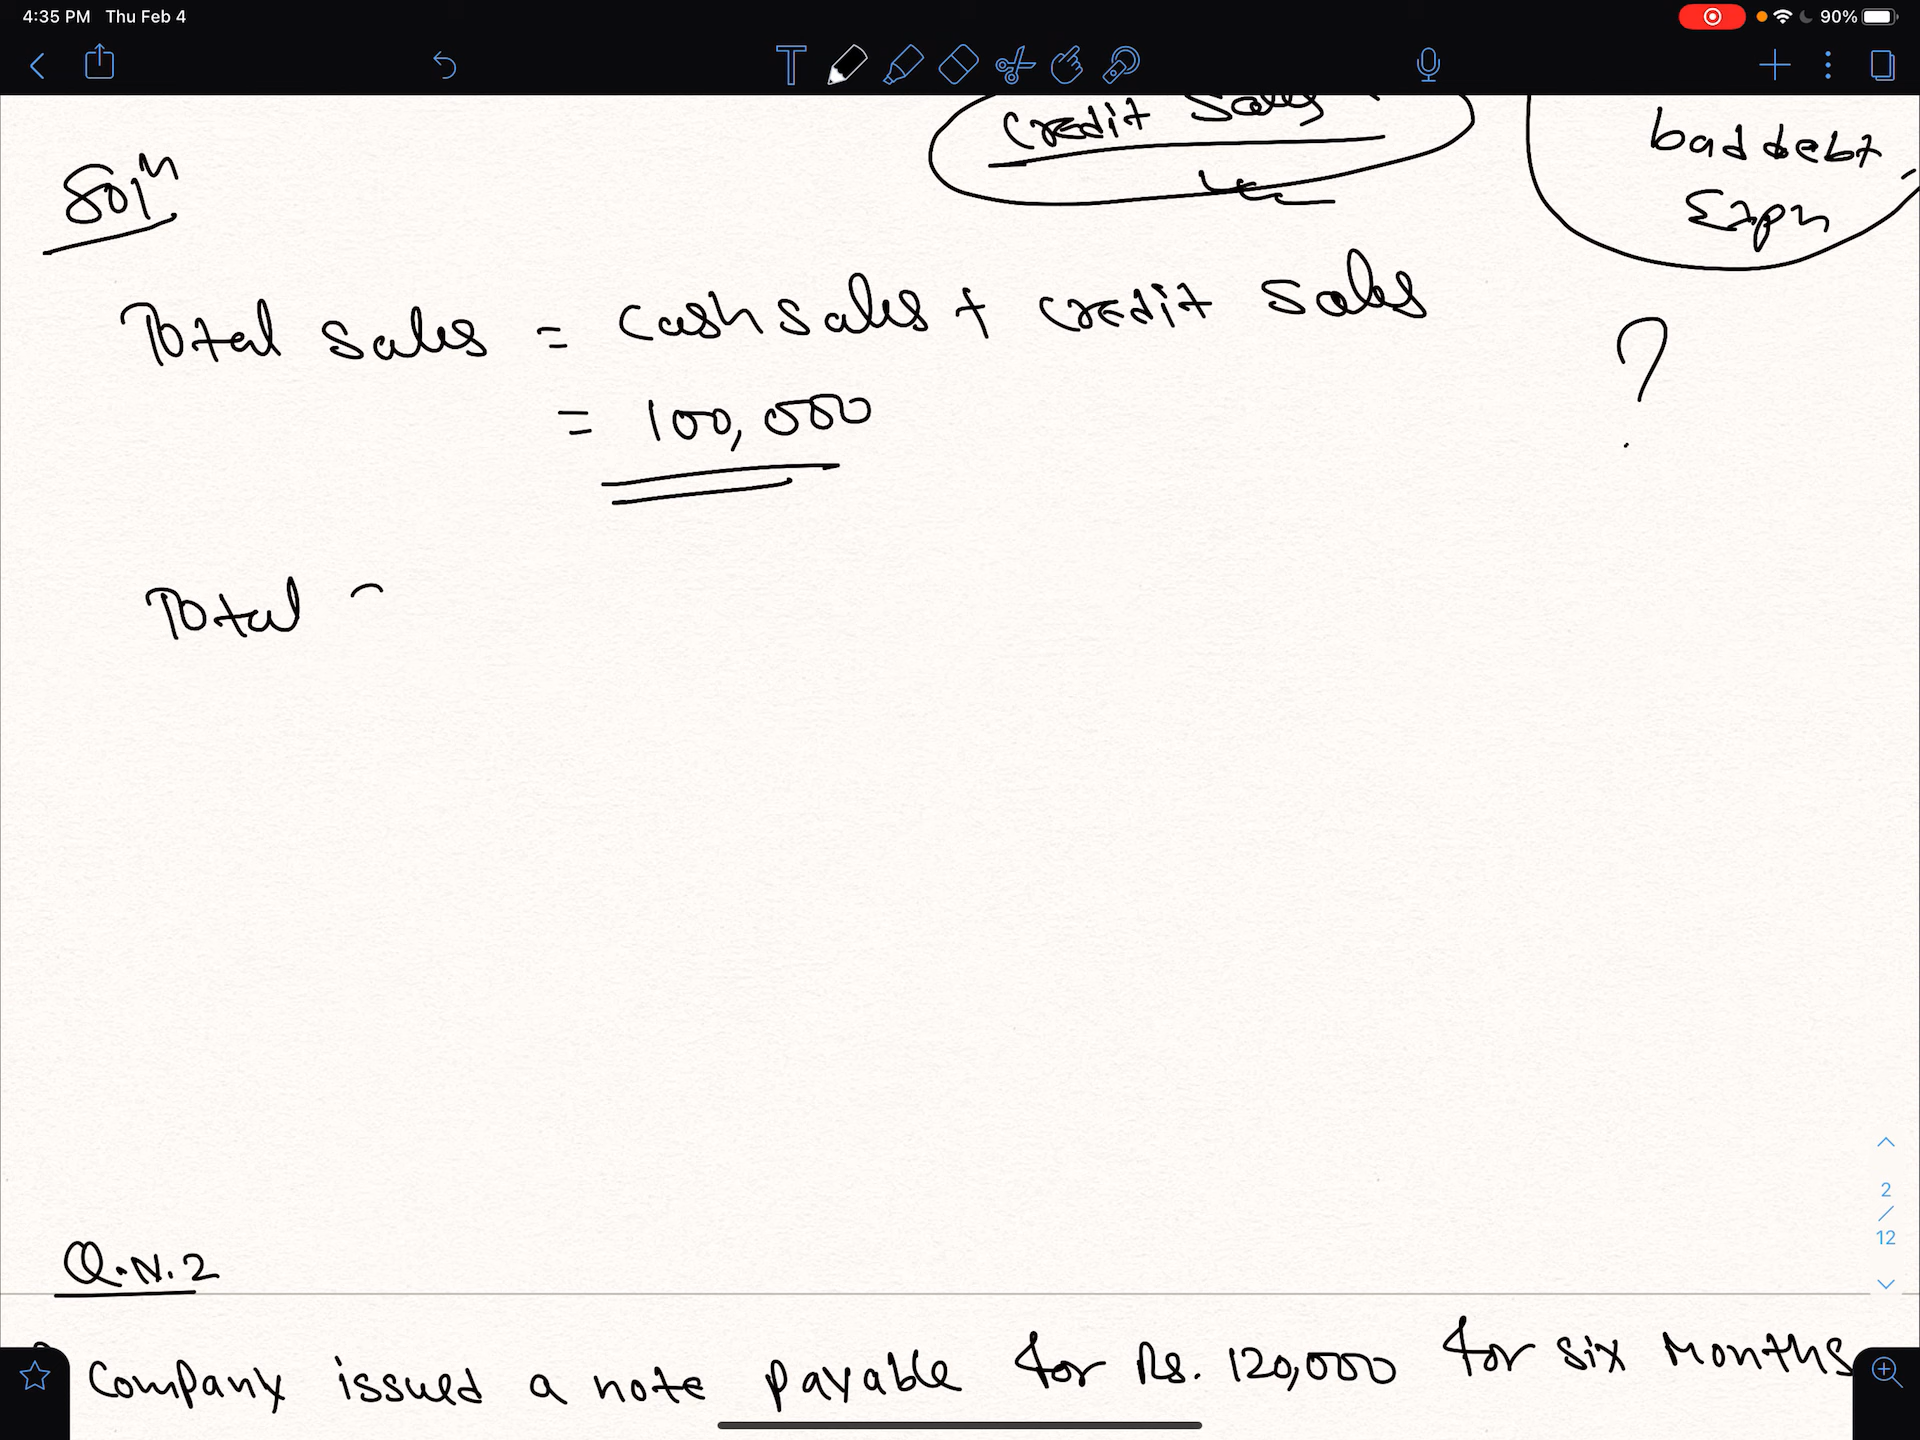 4:35 PM Thu Feb 4
90%
T
Credit Sales
bad debt
Expn
Soln
Total sales = cash sales + credit sales
?
= 100,000
Total
2
/
12
Q.N.2
Company issued a note payable for Rs. 120,000 for six months